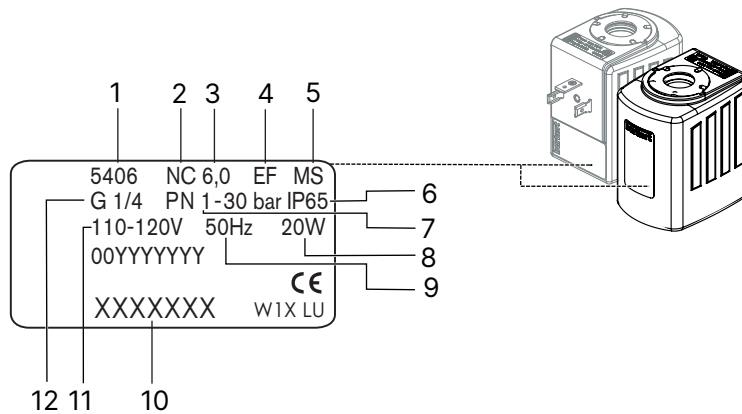 1 2 3 4 5
5406 NC 6,0 EF MS
G 1/4 PN 1-30 bar IP65
6
110-120V 50Hz 20W
7
00YYYYYYY
8
9
CE
XXXXXXX W1X LU
12 11 10